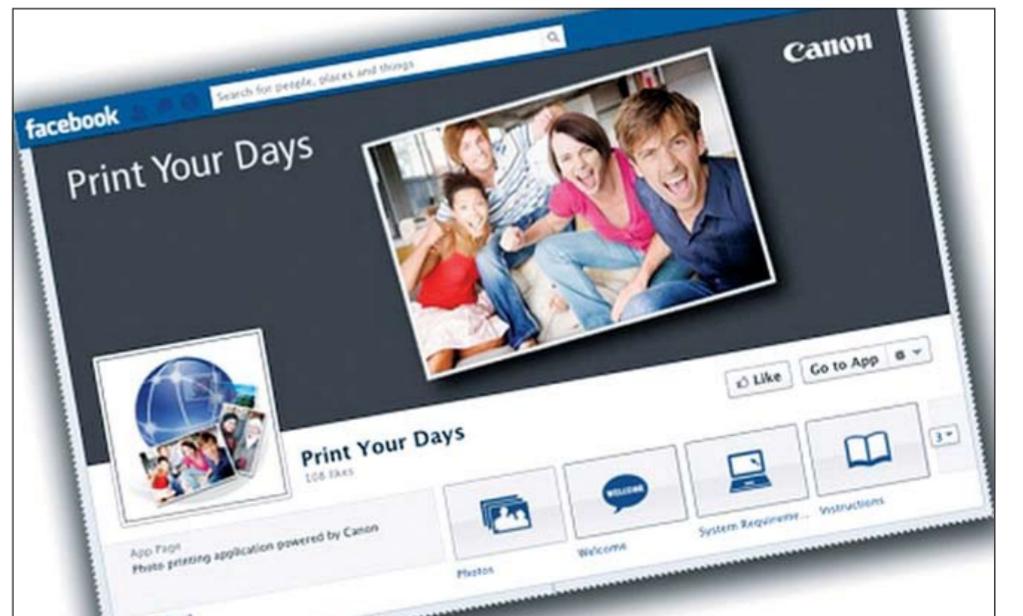 facebook
Search for people, places and things
Canon
Print Your Days
Like
Go to App
Print Your Days
108 likes
3
App Page
Photo printing application powered by Canon
WELCOME
Photos
Welcome
System Requireme...
Instructions